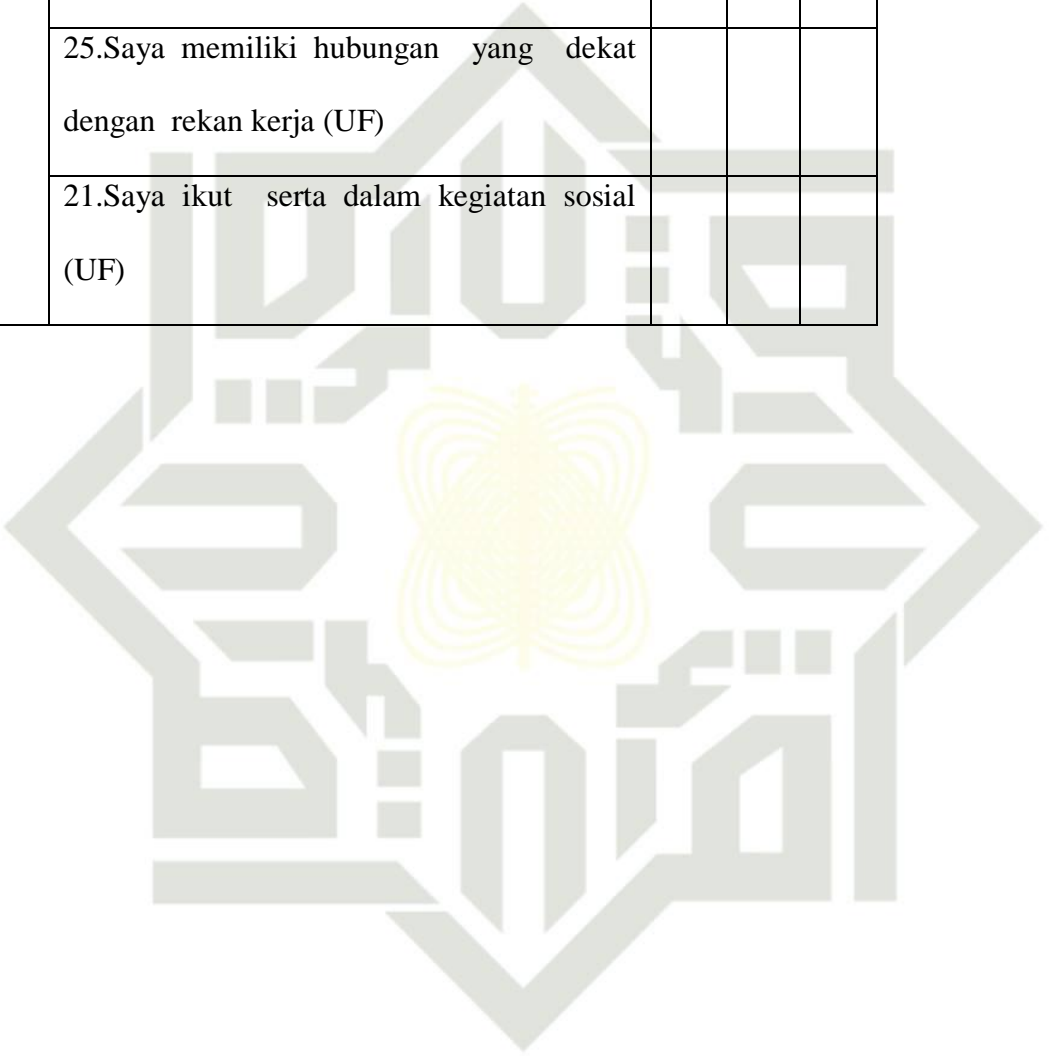 25.Saya memiliki hubungan yang dekat
dengan rekan kerja (UF)
21.Saya ikut serta dalam kegiatan sosial
(UF)